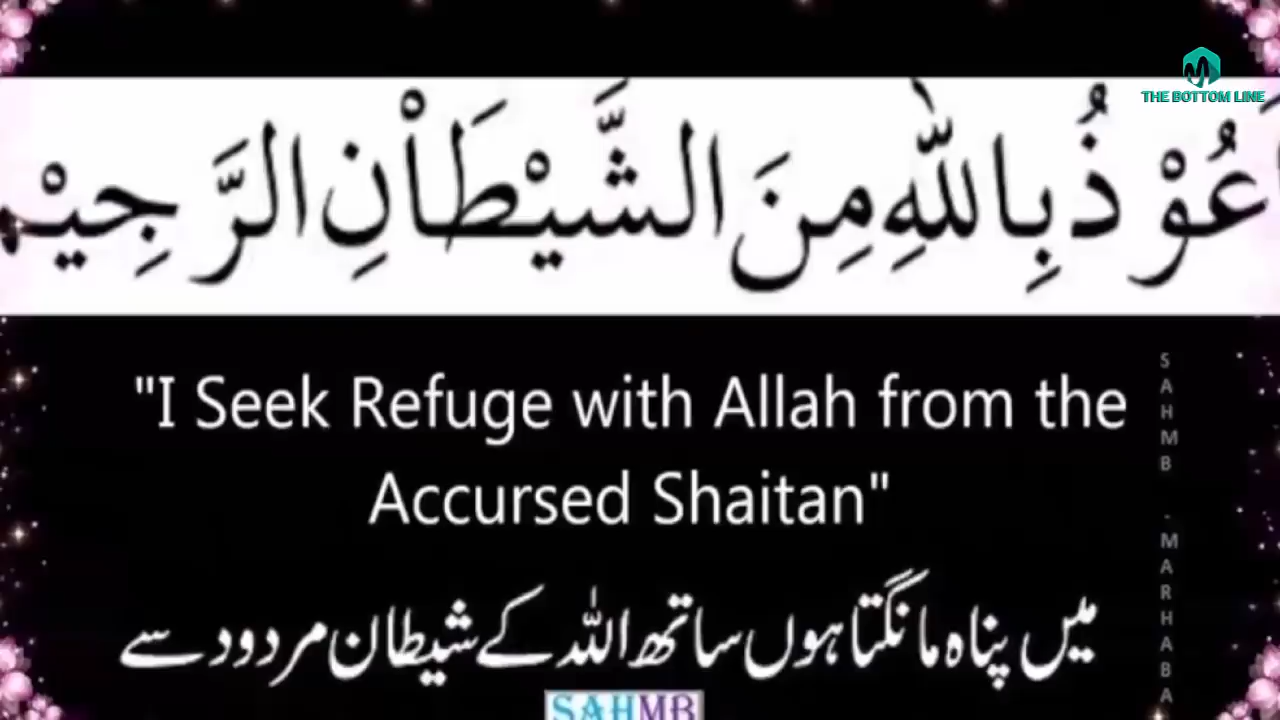 THE BOTTOM LINE
عُوْذُ بِاللّٰهِ مِنَ الشَّيْطَاْنِ الرَّجِيْم
"I Seek Refuge with Allah from the
Accursed Shaitan"
میں پناہ مانگتا ہوں ساتھ اللہ کے شیطان مردود سے
SAHMB - MARHABA
SAHMB